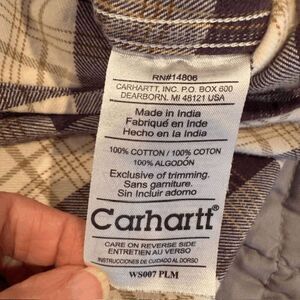 RN#14806
CARHARTT, INC. P.O. BOX 600
DEARBORN, MI 48121 USA
Made in India
Fabriqué en Inde
Hecho en la India
100% COTTON / 100% COTON
100% ALGODÓN
Exclusive of trimming.
Sans garniture.
Sin Incluir adorno
Carhartt®
CARE ON REVERSE SIDE
ENTRETIEN AU VERSO
INSTRUCCIONES DE CUIDADO AL DORSO
WS007 PLM